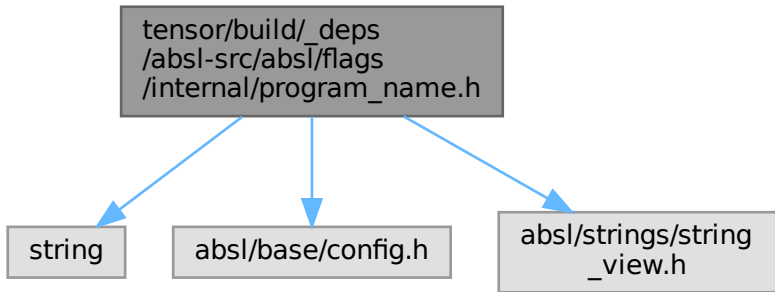 tensor/build/_deps
/absl-src/absl/flags
/internal/program_name.h
string
absl/base/config.h
absl/strings/string
_view.h